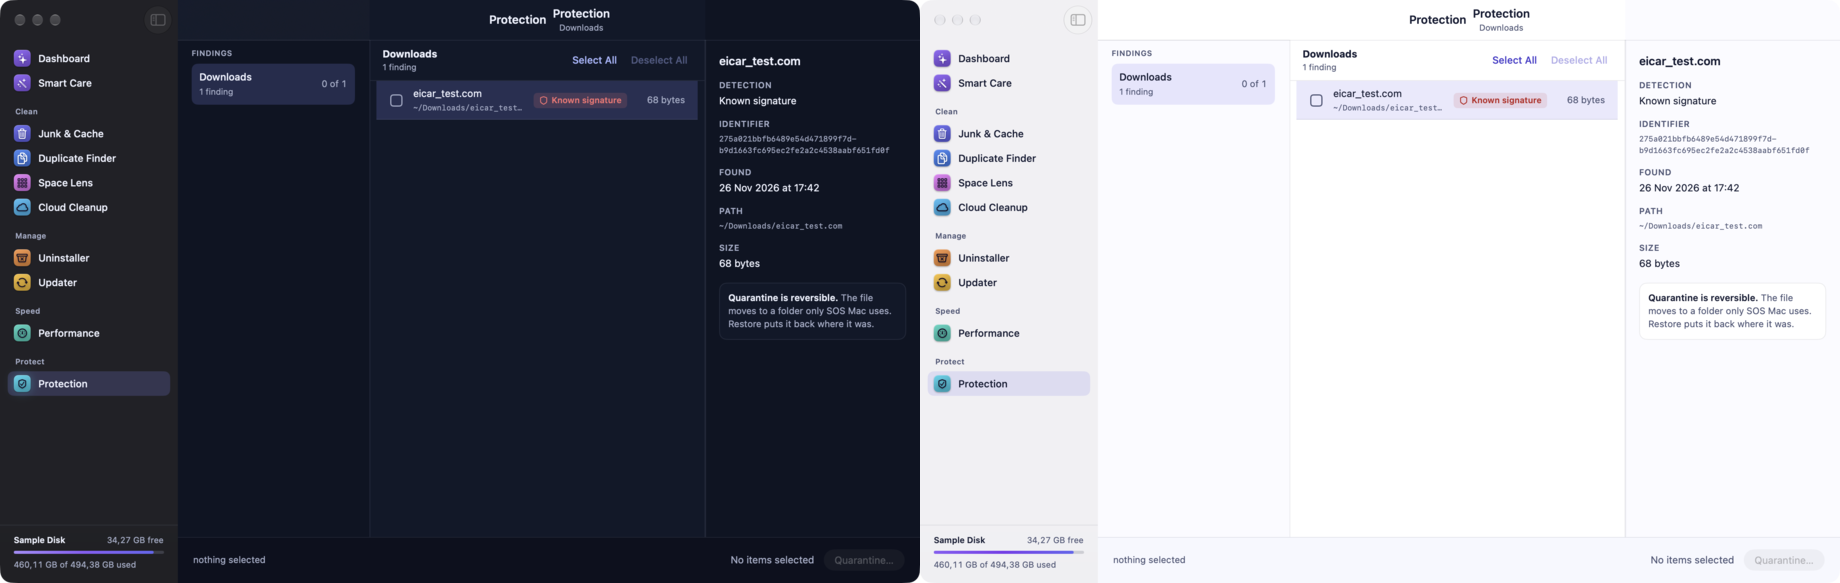 Protection
Protection
Downloads
Dashboard
Smart Care
Clean
Junk & Cache
Duplicate Finder
Space Lens
Cloud Cleanup
Manage
Uninstaller
Updater
Speed
Performance
Protect
Protection
Sample Disk 34,27 GB free
460,11 GB of 494,38 GB used
FINDINGS
Downloads
1 finding
0 of 1
Downloads
1 finding
Select All Deselect All
eicar_test.com
~/Downloads/eicar_test…
Known signature
68 bytes
eicar_test.com
DETECTION
Known signature
IDENTIFIER
275a021bbfb6489e54d471899f7d-
b9d1663fc695ec2fe2a2c4538aabf651fd0f
FOUND
26 Nov 2026 at 17:42
PATH
~/Downloads/eicar_test.com
SIZE
68 bytes
Quarantine is reversible. The file
moves to a folder only SOS Mac uses.
Restore puts it back where it was.
nothing selected
No items selected Quarantine...
Protection
Protection
Downloads
Dashboard
Smart Care
Clean
Junk & Cache
Duplicate Finder
Space Lens
Cloud Cleanup
Manage
Uninstaller
Updater
Speed
Performance
Protect
Protection
Sample Disk 34,27 GB free
460,11 GB of 494,38 GB used
FINDINGS
Downloads
1 finding
0 of 1
Downloads
1 finding
Select All Deselect All
eicar_test.com
~/Downloads/eicar_test…
Known signature
68 bytes
eicar_test.com
DETECTION
Known signature
IDENTIFIER
275a021bbfb6489e54d471899f7d-
b9d1663fc695ec2fe2a2c4538aabf651fd0f
FOUND
26 Nov 2026 at 17:42
PATH
~/Downloads/eicar_test.com
SIZE
68 bytes
Quarantine is reversible. The file
moves to a folder only SOS Mac uses.
Restore puts it back where it was.
nothing selected
No items selected Quarantine...